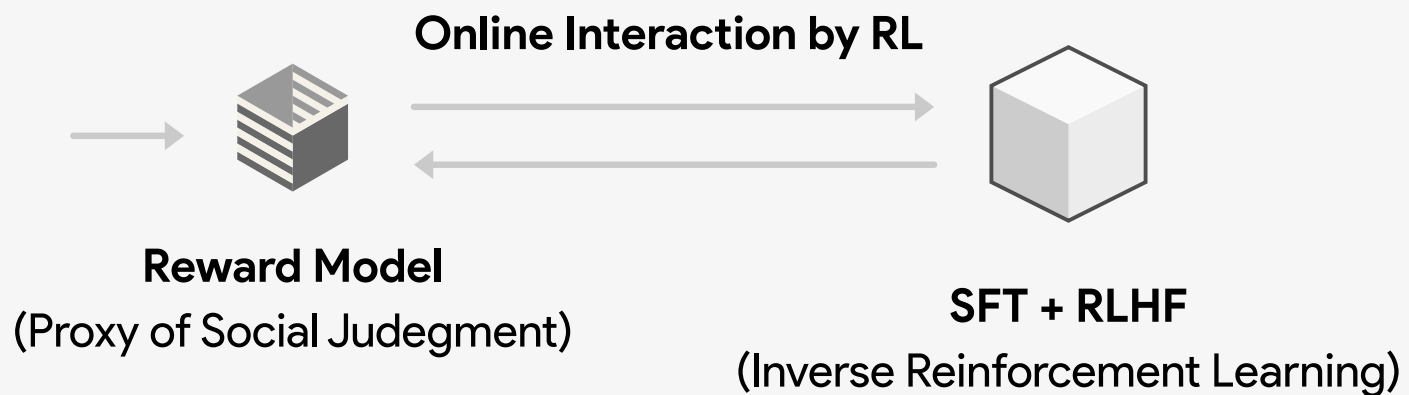 Online Interaction by RL
Reward Model
(Proxy of Social Judegment)
SFT + RLHF
(Inverse Reinforcement Learning)